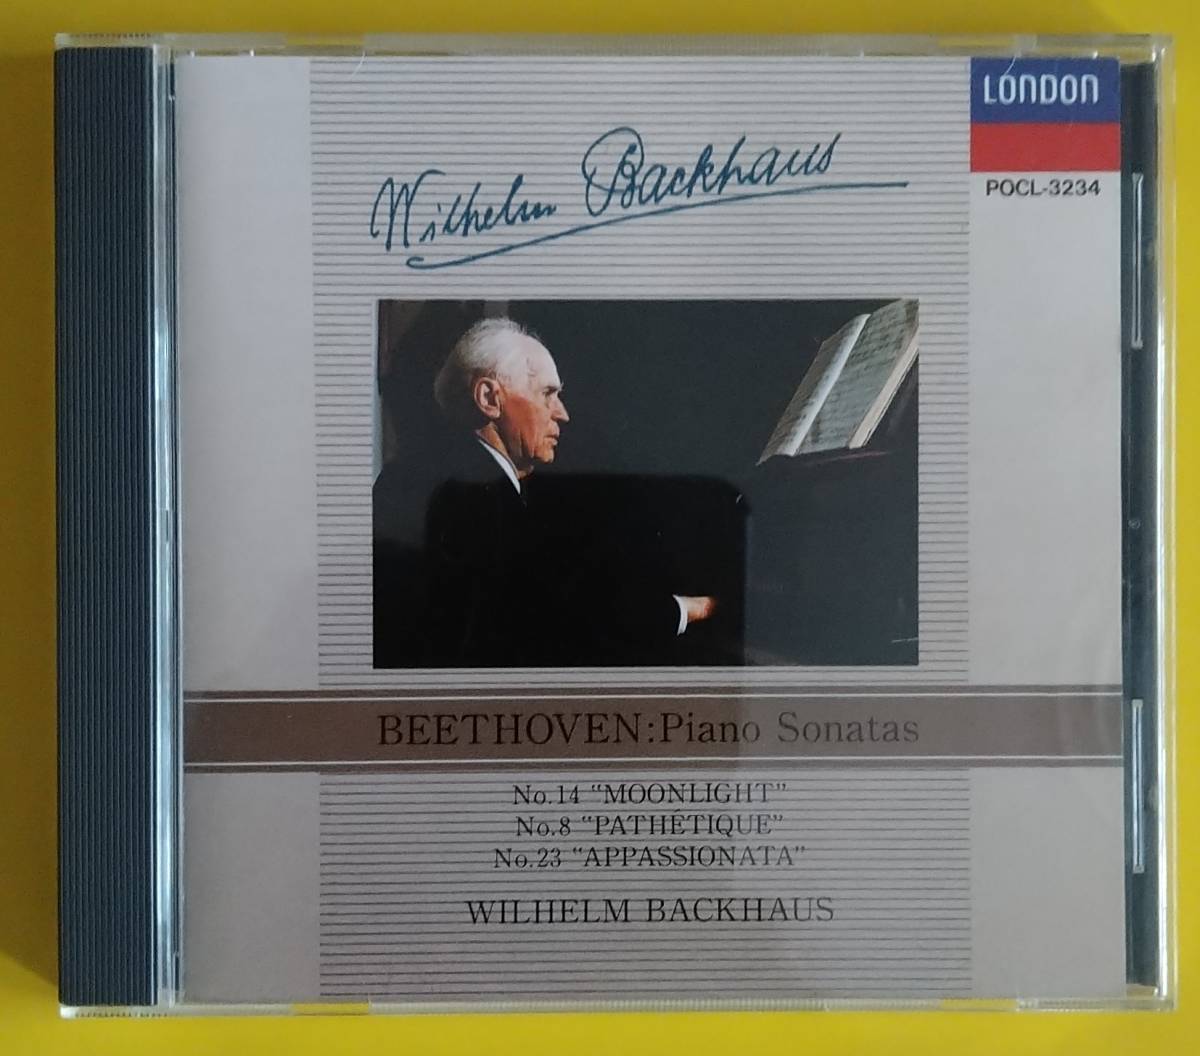 LONDON
POCL-3234
Wilhelm Backhaus
BEETHOVEN:Piano Sonatas
No.14 "MOONLIGHT"
No.8 "PATHÉTIQUE"
No.23 "APPASSIONATA"
WILHELM BACKHAUS